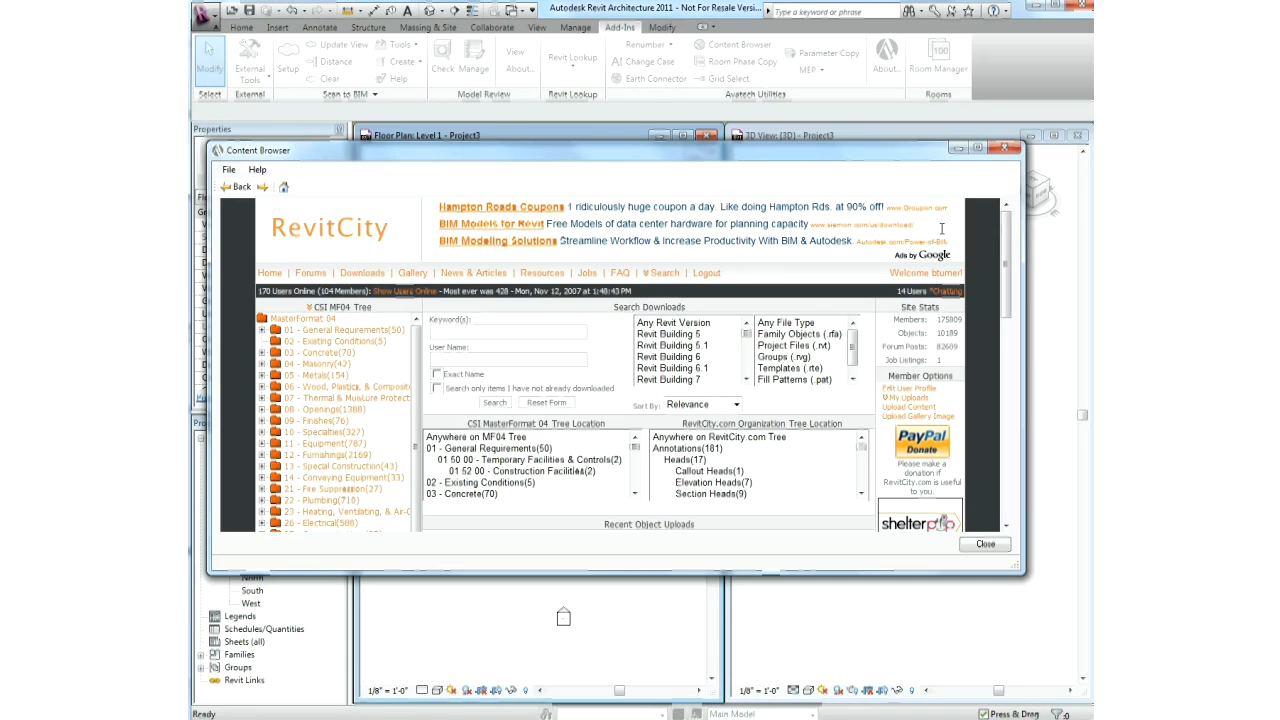 Autodesk Revit Architecture 2011 - Not For Resale Versi...
Type a keyword or phrase
Home Insert Annotate Structure Massing & Site Collaborate View Manage Add-Ins Modify
Modify
External
Tools
Setup
Update View
Distance
Clear
Tools
Create
Help
Check Manage
View
About...
Revit Lookup
Renumber
Change Case
Earth Connector
Content Browser
Room Phase Copy
Grid Select
Parameter Copy
MEP
About...
Room Manager
Select External Scan to BIM Model Review Revit Lookup Avatech Utilities Rooms
Properties
Floor Plan: Level 1 - Project3
3D View: {3D} - Project3
Content Browser
File Help
Back
RevitCity
Hampton Roads Coupons 1 ridiculously huge coupon a day. Like doing Hampton Rds. at 90% off! www.Groupon.com
BIM Models for Revit Free Models of data center hardware for planning capacity www.siemon.com/us/download/
BIM Modeling Solutions Streamline Workflow & Increase Productivity With BIM & Autodesk. Autodesk.com/Power-of-BIM
Ads by Google
Home | Forums | Downloads | Gallery | News & Articles | Resources | Jobs | FAQ | Search | Logout
Welcome bturner!
170 Users Online (104 Members): Show Users Online - Most ever was 428 - Mon, Nov 12, 2007 at 1:48:43 PM
14 Users "Chatting
CSI MF04 Tree
MasterFormat 04
01 - General Requirements(50)
02 - Existing Conditions(5)
03 - Concrete(70)
04 - Masonry(42)
05 - Metals(154)
06 - Wood, Plastics, & Composit
07 - Thermal & Moisture Protect
08 - Openings(1388)
09 - Finishes(76)
10 - Specialties(327)
11 - Equipment(787)
12 - Furnishings(2169)
13 - Special Construction(43)
14 - Conveying Equipment(33)
21 - Fire Suppression(27)
22 - Plumbing(710)
23 - Heating, Ventilating, & Air-C
26 - Electrical(588)
Search Downloads
Keyword(s):
User Name:
Exact Name
Search only items I have not already downloaded
Search
Reset Form
Any Revit Version
Revit Building 5
Revit Building 5.1
Revit Building 6
Revit Building 6.1
Revit Building 7
Any File Type
Family Objects (.rfa)
Project Files (.rvt)
Groups (.rvg)
Templates (.rte)
Fill Patterns (.pat)
Sort By: Relevance
CSI MasterFormat 04 Tree Location
Anywhere on MF04 Tree
01 - General Requirements(50)
01 50 00 - Temporary Facilities & Controls(2)
01 52 00 - Construction Facilities(2)
02 - Existing Conditions(5)
03 - Concrete(70)
RevitCity.com Organization Tree Location
Anywhere on RevitCity.com Tree
Annotations(181)
Heads(17)
Callout Heads(1)
Elevation Heads(7)
Section Heads(9)
Recent Object Uploads
Site Stats
Members: 175809
Objects: 10189
Forum Posts: 82609
Job Listings: 1
Member Options
Edit User Profile
My Uploads
Upload Content
Upload Gallery Image
PayPal
Donate
Please make a
donation if
RevitCity.com is useful
to you.
Close
North
South
West
Legends
Schedules/Quantities
Sheets (all)
Families
Groups
Revit Links
1/8" = 1'-0"
1/8" = 1'-0"
Ready
Main Model
Press & Drag
:0